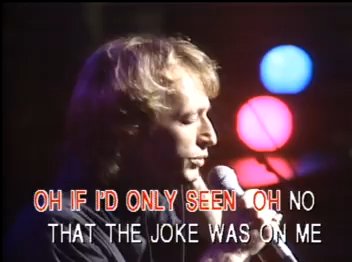 OH IF I'D ONLY SEEN OH NO
THAT THE JOKE WAS ON ME